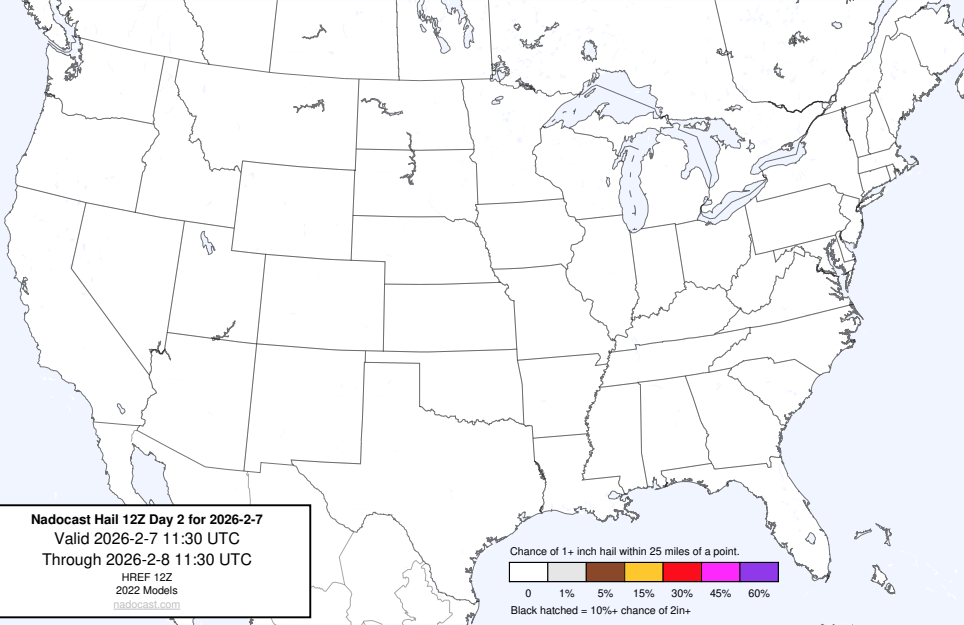 Nadocast Hail 12Z Day 2 for 2026-2-7
Valid 2026-2-7 11:30 UTC
Through 2026-2-8 11:30 UTC
HREF 12Z
2022 Models
nadocast.com
Chance of 1+ inch hail within 25 miles of a point.
0 1% 5% 15% 30% 45% 60%
Black hatched = 10%+ chance of 2in+